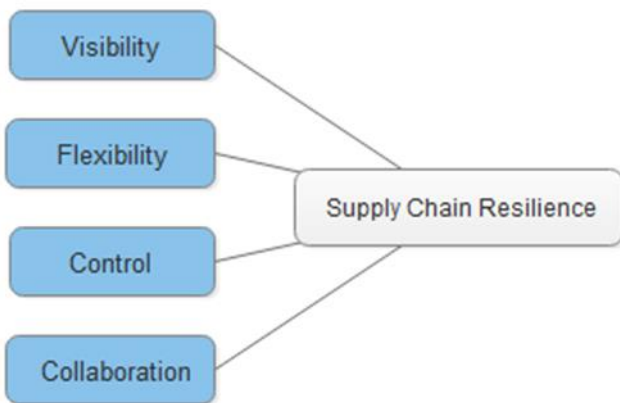 Visibility
Flexibility
Supply Chain Resilience
Control
Collaboration